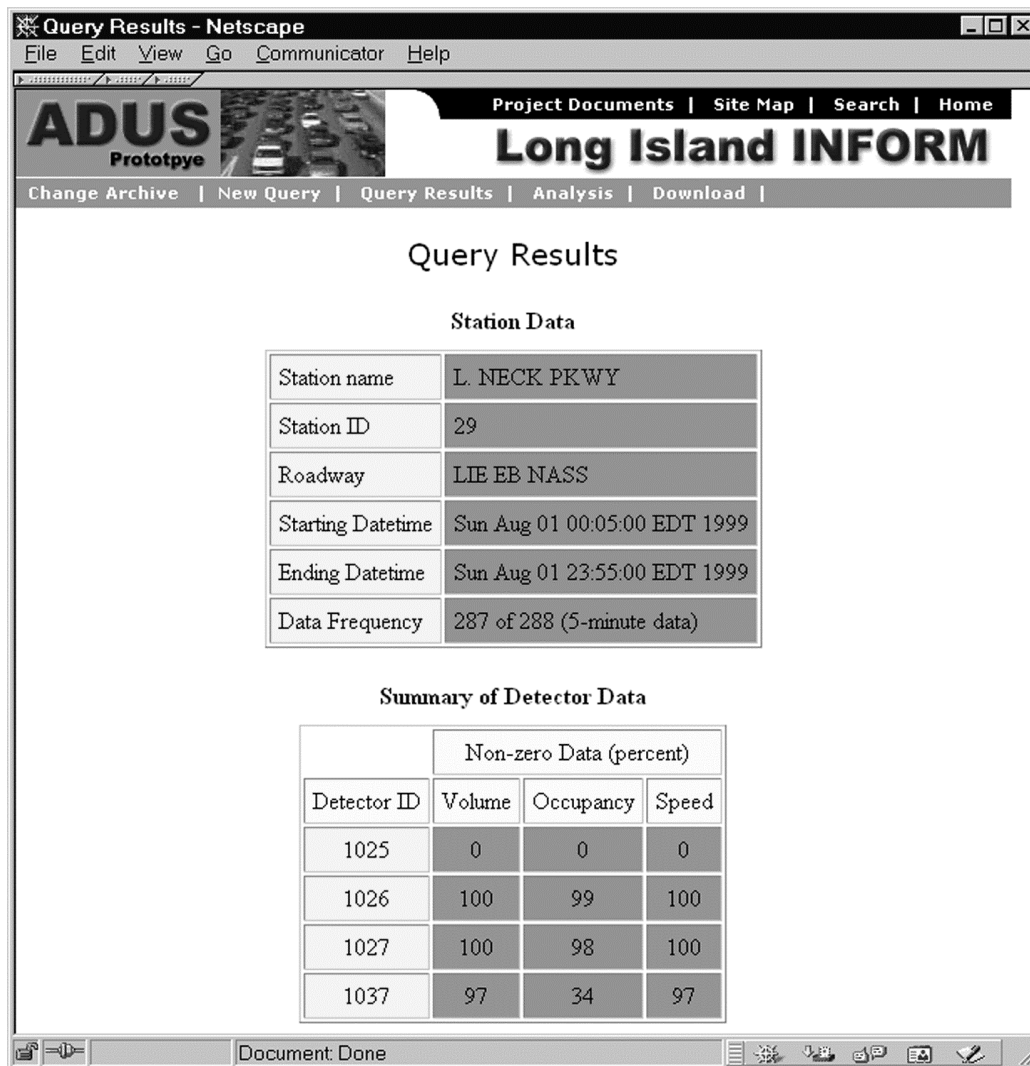 Query Results - Netscape
File Edit View Go Communicator Help
Project Documents | Site Map | Search | Home
ADUS
Prototpye
Long Island INFORM
Change Archive | New Query | Query Results | Analysis | Download |
Query Results
Station Data
Station name L. NECK PKWY
Station ID 29
Roadway LIE EB NASS
Starting Datetime Sun Aug 01 00:05:00 EDT 1999
Ending Datetime Sun Aug 01 23:55:00 EDT 1999
Data Frequency 287 of 288 (5-minute data)
Summary of Detector Data
Non-zero Data (percent)
Detector ID Volume Occupancy Speed
1025 0 0 0
1026 100 99 100
1027 100 98 100
1037 97 34 97
Document: Done